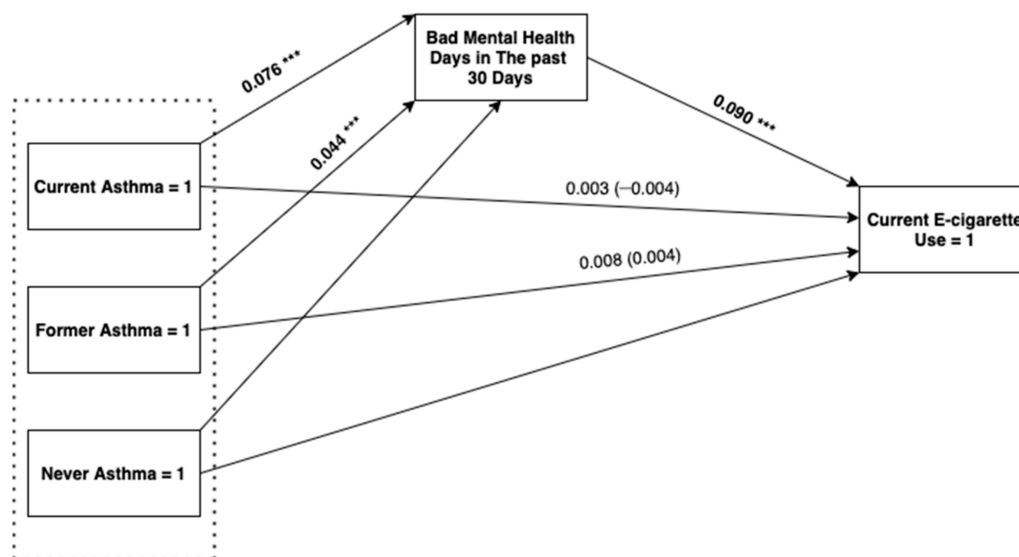 Bad Mental Health
Days in The past
30 Days
0.076 ***
0.044 ***
0.090 ***
Current Asthma = 1
0.003 (−0.004)
Current E-cigarette
Use = 1
0.008 (0.004)
Former Asthma = 1
Never Asthma = 1